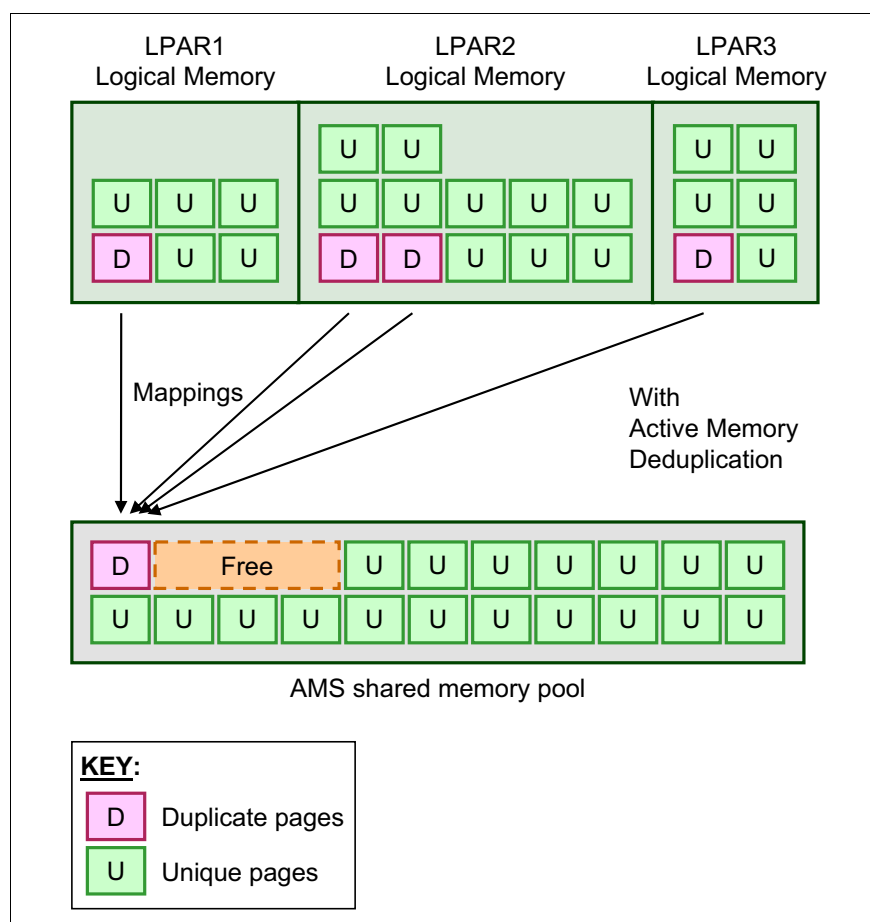 LPAR1
Logical Memory
LPAR2
Logical Memory
LPAR3
Logical Memory
U U
U U U
D U U
U U U U U
D D U U U
U U
U U
D U
Mappings
With
Active Memory
Deduplication
D Free U U U U U U U
U U U U U U U U U U U
AMS shared memory pool
KEY:
D Duplicate pages
U Unique pages